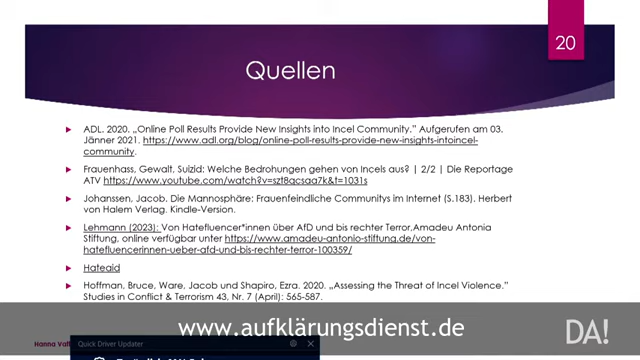 20
Quellen
ADL. 2020. „Online Poll Results Provide New Insights into Incel Community.” Aufgerufen am 03.
Jänner 2021. https://www.adl.org/blog/online-poll-results-provide-new-insights-intoincel-
community.
Frauenhass, Gewalt, Suizid: Welche Bedrohungen gehen von Incels aus? | 2/2 | Die Reportage
ATV https://www.youtube.com/watch?v=szt8qcsaa7k&t=1031s
Johanssen, Jacob. Die Mannosphäre: Frauenfeindliche Communitys im Internet (S.183). Herbert
von Halem Verlag. Kindle-Version.
Lehmann (2023): Von Hatefluencer*innen über AfD und bis rechter Terror.Amadeu Antonia
Stiftung, online verfügbar unter https://www.amadeu-antonio-stiftung.de/von-
hatefluencerinnen-ueber-afd-und-bis-rechter-terror-100359/
Hateaid
Hoffman, Bruce, Ware, Jacob und Shapiro, Ezra. 2020. „Assessing the Threat of Incel Violence.”
Studies in Conflict & Terrorism 43, Nr. 7 (April): 565-587.
www.aufklärungsdienst.de
DA!
Hanna
Quick Driver Updater